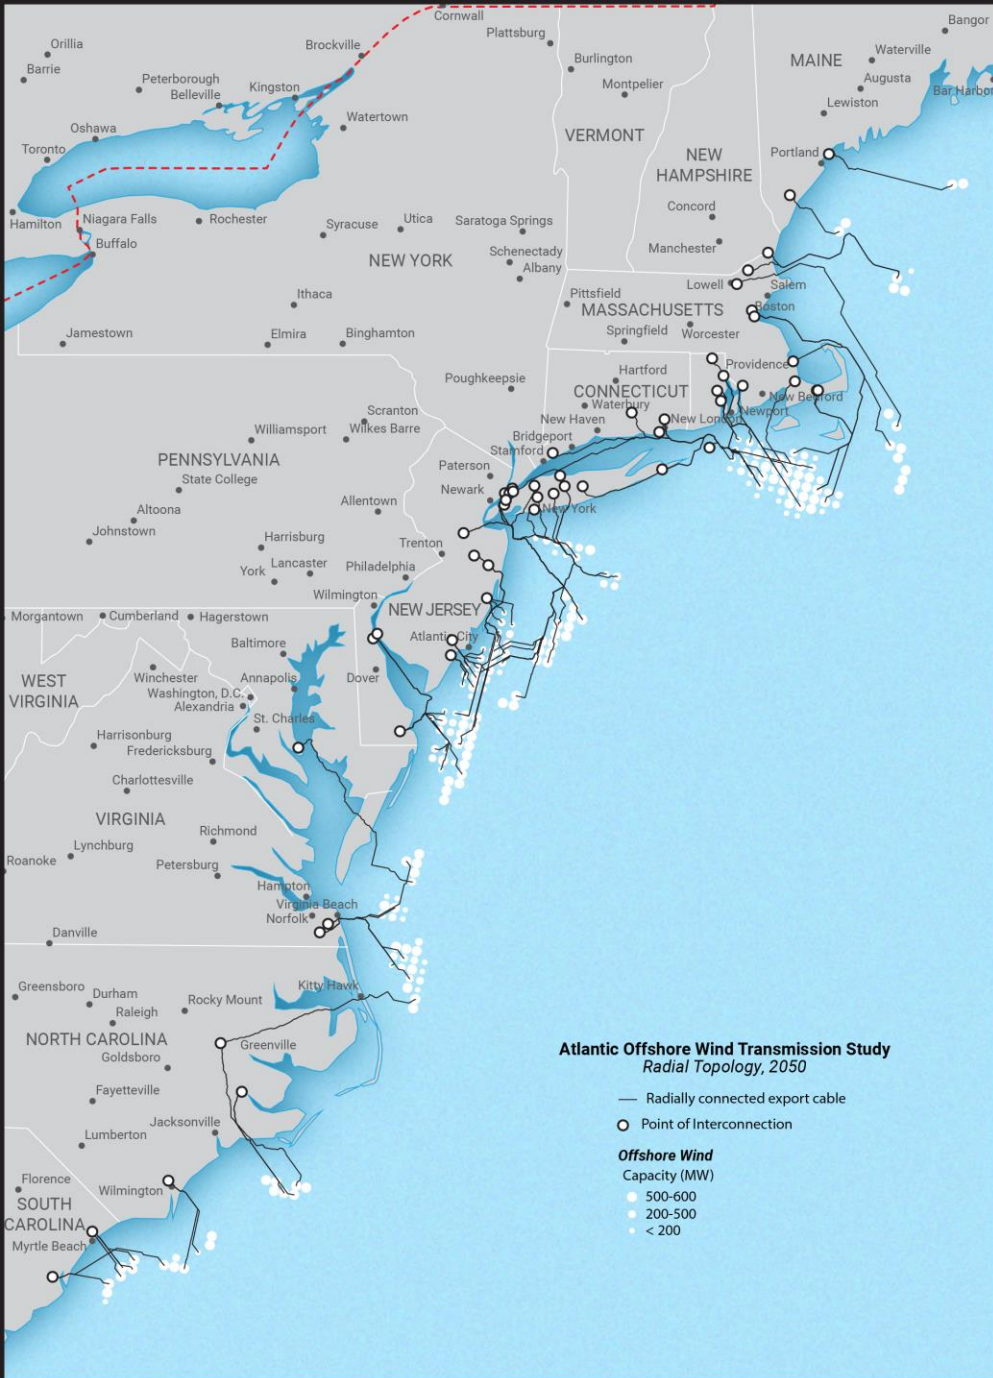 Cornwall
Bangor
Orillia
Brockville
Plattsburg
Waterville
Barrie
Burlington
MAINE
Peterborough
Kingston
Montpelier
Augusta
Belleville
Bar Harbor
Lewiston
Oshawa
Watertown
VERMONT
Toronto
NEW
HAMPSHIRE
Portland
Hamilton
Niagara Falls
Rochester
Syracuse
Utica
Saratoga Springs
Concord
Buffalo
NEW YORK
Schenectady
Albany
Manchester
Ithaca
Pittsfield
Lowell
Salem
MASSACHUSETTS
Boston
Jamestown
Elmira
Binghamton
Springfield
Worcester
Poughkeepsie
Hartford
Providence
CONNECTICUT
New Bedford
Scranton
Waterbury
Newport
Williamsport
Wilkes Barre
New Haven
New London
Bridgeport
Stamford
PENNSYLVANIA
Paterson
State College
Newark
Allentown
New York
Altoona
Johnstown
Harrisburg
Trenton
Lancaster
Philadelphia
York
Wilmington
NEW JERSEY
Morgantown
Cumberland
Hagerstown
Baltimore
Atlantic City
WEST
VIRGINIA
Winchester
Annapolis
Dover
Washington, D.C.
Alexandria
St. Charles
Harrisonburg
Fredericksburg
Charlottesville
VIRGINIA
Richmond
Lynchburg
Roanoke
Petersburg
Hampton
Virginia Beach
Norfolk
Danville
Greensboro
Durham
Rocky Mount
Kitty Hawk
Raleigh
NORTH CAROLINA
Greenville
Goldsboro
Fayetteville
Jacksonville
Lumberton
Florence
Wilmington
SOUTH
CAROLINA
Myrtle Beach
Atlantic Offshore Wind Transmission Study
Radial Topology, 2050
Radially connected export cable
Point of Interconnection
Offshore Wind
Capacity (MW)
500-600
200-500
< 200